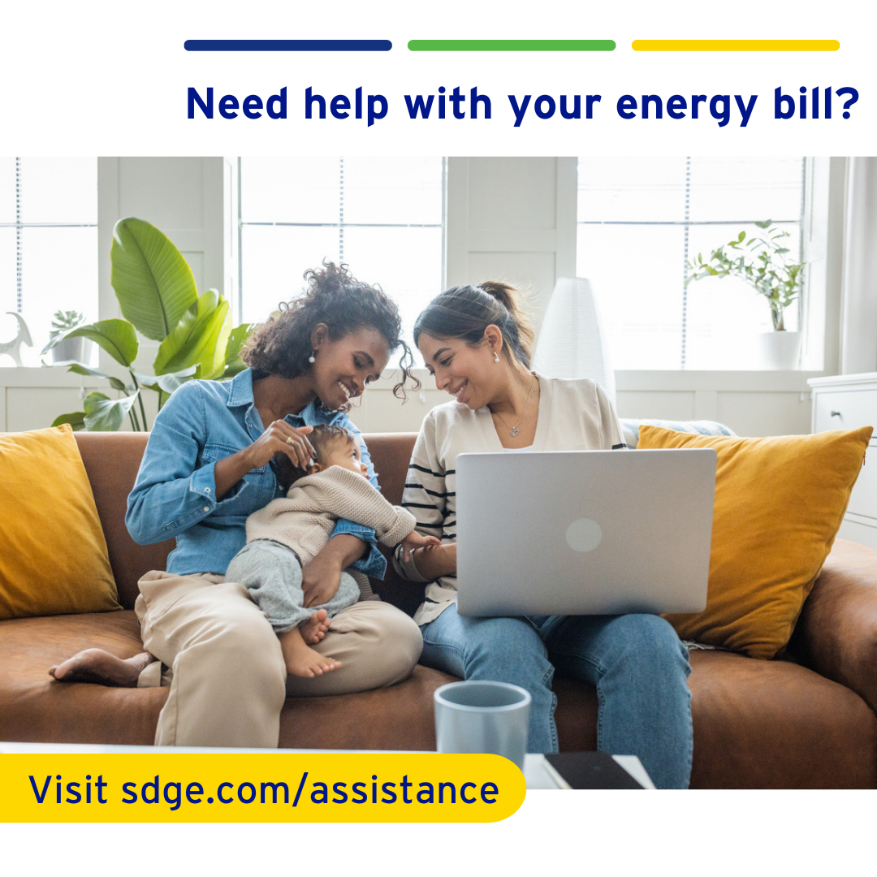 Need help with your energy bill?
Visit sdge.com/assistance